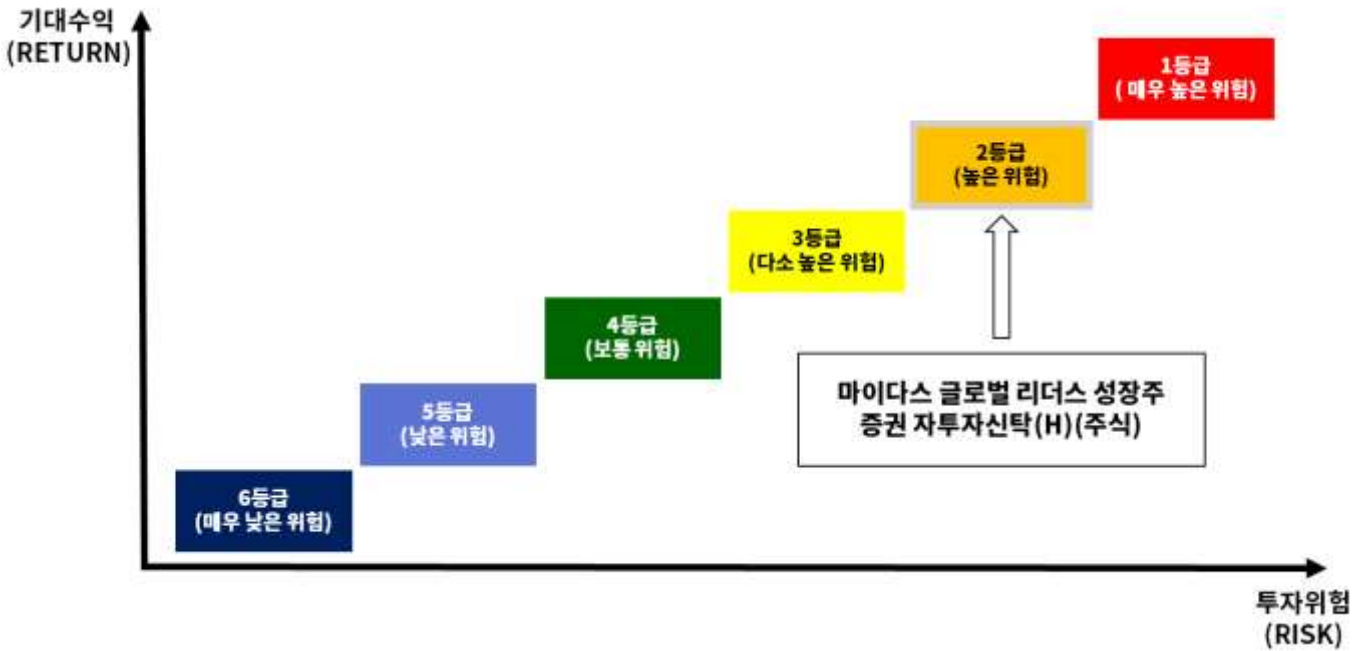 기대수익
(RETURN)
1등급
( 매우 높은 위험)
2등급
(높은 위험)
3등급
(다소 높은 위험)
4등급
(보통 위험)
마이다스 글로벌 리더스 성장주
증권 자투자신탁(H)(주식)
5등급
(낮은 위험)
6등급
(매우 낮은 위험)
투자위험
(RISK)